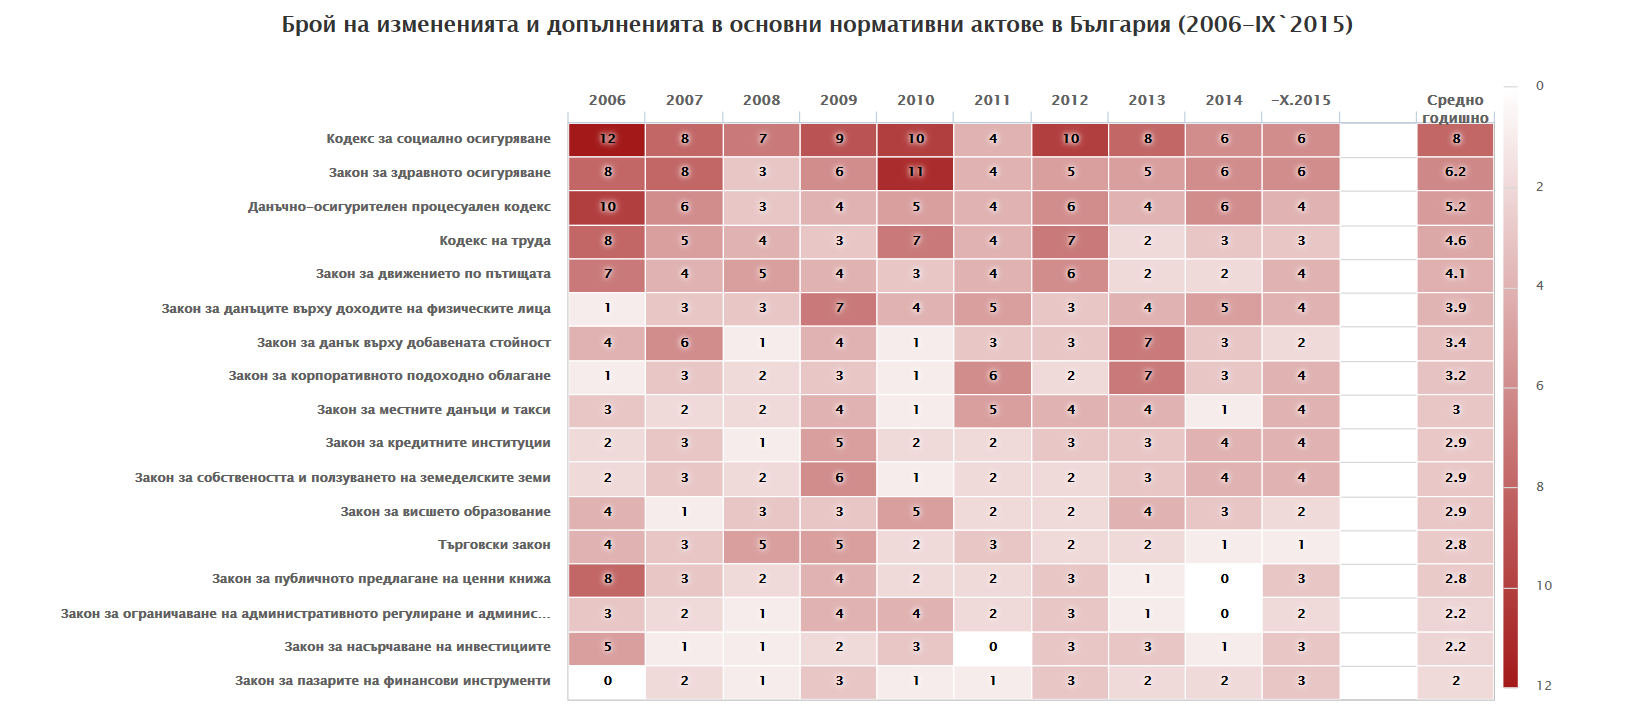 Брой на измененията и допълненията в основни нормативни актове в България (2006-IX`2015)
2006 2007 2008 2009 2010 2011 2012 2013 2014 -X.2015 Средно годишно
Кодекс за социално осигуряване 12 8 7 9 10 4 10 8 6 6 8
Закон за здравното осигуряване 8 8 3 6 11 4 5 5 6 6 6.2
Данъчно-осигурителен процесуален кодекс 10 6 3 4 5 4 6 4 6 4 5.2
Кодекс на труда 8 5 4 3 7 4 7 2 3 3 4.6
Закон за движението по пътищата 7 4 5 4 3 4 6 2 2 4 4.1
Закон за данъците върху доходите на физическите лица 1 3 3 7 4 5 3 4 5 4 3.9
Закон за данък върху добавената стойност 4 6 1 4 1 3 3 7 3 2 3.4
Закон за корпоративното подоходно облагане 1 3 2 3 1 6 2 7 3 4 3.2
Закон за местните данъци и такси 3 2 2 4 1 5 4 4 1 4 3
Закон за кредитните институции 2 3 1 5 2 2 3 3 4 4 2.9
Закон за собствеността и ползуването на земеделските земи 2 3 2 6 1 2 2 3 4 4 2.9
Закон за висшето образование 4 1 3 3 5 2 2 4 3 2 2.9
Търговски закон 4 3 5 5 2 3 2 2 1 1 2.8
Закон за публичното предлагане на ценни книжа 8 3 2 4 2 2 3 1 0 3 2.8
Закон за ограничаване на административното регулиране и админис... 3 2 1 4 4 2 3 1 0 2 2.2
Закон за насърчаване на инвестициите 5 1 1 2 3 0 3 3 1 3 2.2
Закон за пазарите на финансови инструменти 0 2 1 3 1 1 3 2 2 3 2
0
2
4
6
8
10
12